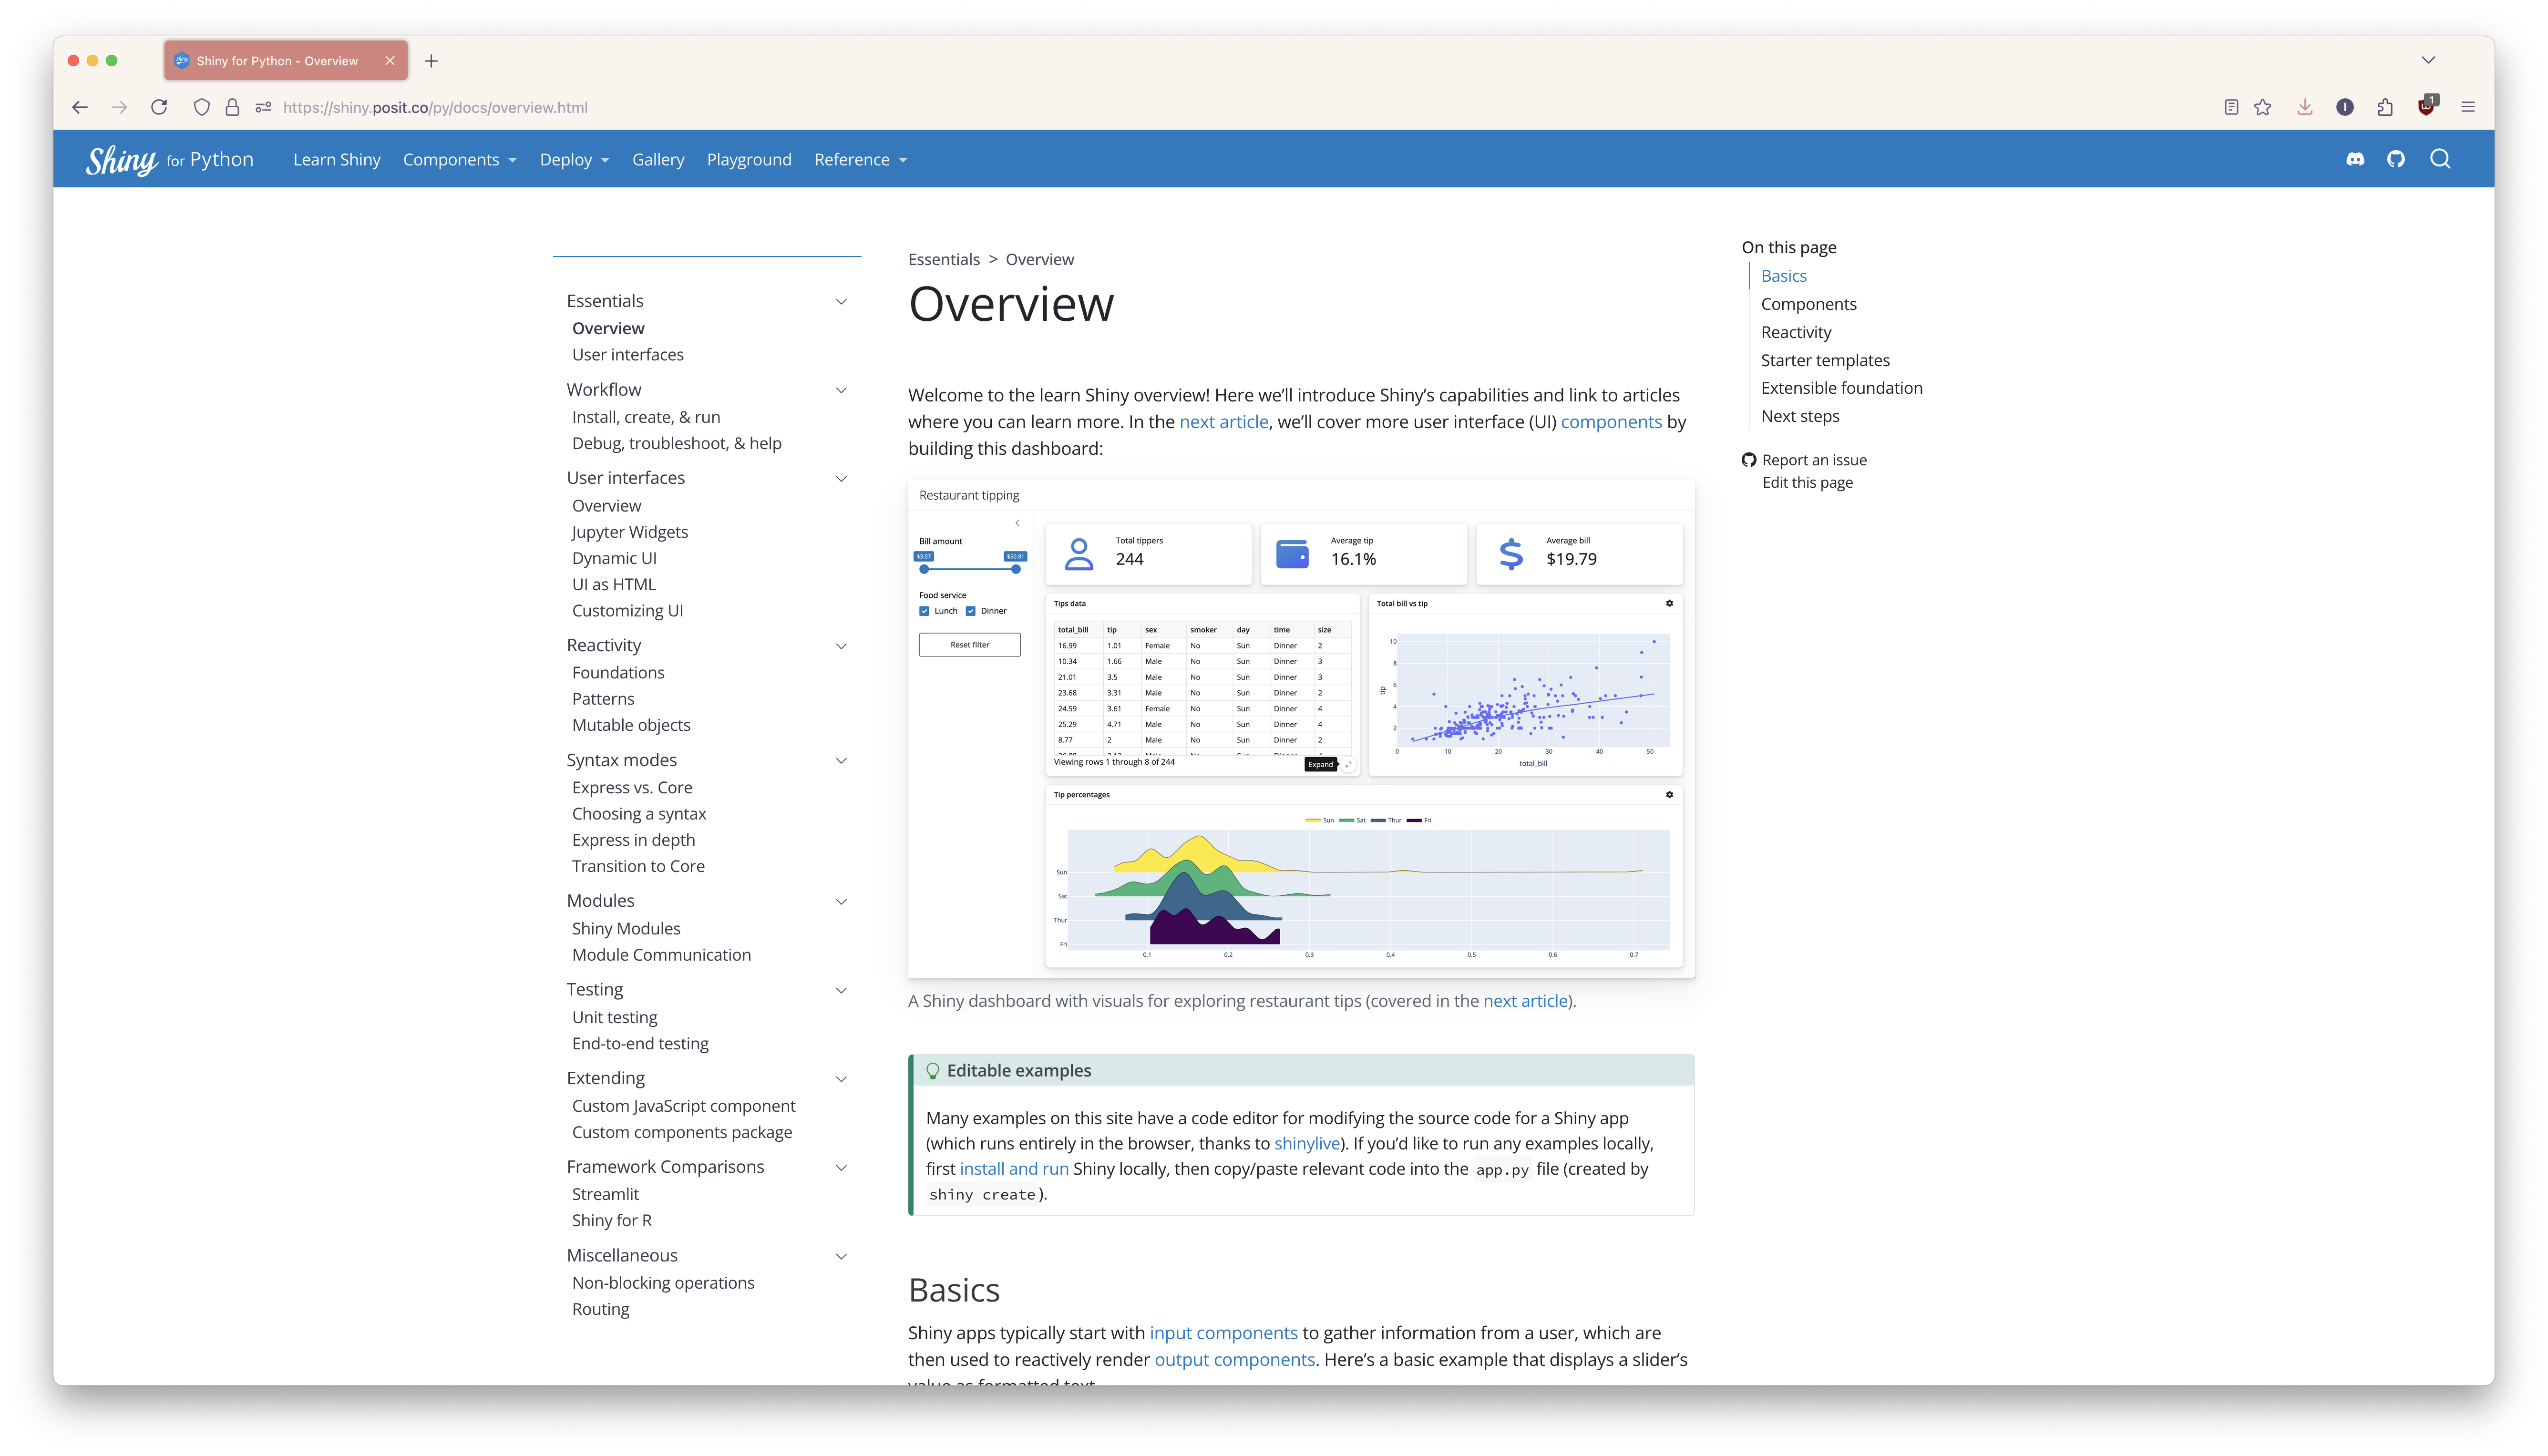 Shiny for Python - Overview
https://shiny.posit.co/py/docs/overview.html
1
Shiny for Python
Learn Shiny
Components
Deploy
Gallery
Playground
Reference
Essentials
Overview
User interfaces
Workflow
Install, create, & run
Debug, troubleshoot, & help
User interfaces
Overview
Jupyter Widgets
Dynamic UI
UI as HTML
Customizing UI
Reactivity
Foundations
Patterns
Mutable objects
Syntax modes
Express vs. Core
Choosing a syntax
Express in depth
Transition to Core
Modules
Shiny Modules
Module Communication
Testing
Unit testing
End-to-end testing
Extending
Custom JavaScript component
Custom components package
Framework Comparisons
Streamlit
Shiny for R
Miscellaneous
Non-blocking operations
Routing
Essentials > Overview
Overview
Welcome to the learn Shiny overview! Here we’ll introduce Shiny’s capabilities and link to articles
where you can learn more. In the next article, we’ll cover more user interface (UI) components by
building this dashboard:
Restaurant tipping
Bill amount
$3.07 $50.81
Food service
Lunch Dinner
Reset filter
Total tippers
244
Average tip
16.1%
Average bill
$19.79
Tips data
total_bill tip sex smoker day time size
16.99 1.01 Female No Sun Dinner 2
10.34 1.66 Male No Sun Dinner 3
21.01 3.5 Male No Sun Dinner 3
23.68 3.31 Male No Sun Dinner 2
24.59 3.61 Female No Sun Dinner 4
25.29 4.71 Male No Sun Dinner 4
8.77 2 Male No Sun Dinner 2
Viewing rows 1 through 8 of 244
Expand
Total bill vs tip
10
8
6
4
2
tip
0 10 20 30 40 50
total_bill
Tip percentages
Sun Sat Thur Fri
Sun
Sat
Thur
Fri
0.1 0.2 0.3 0.4 0.5 0.6 0.7
A Shiny dashboard with visuals for exploring restaurant tips (covered in the next article).
Editable examples
Many examples on this site have a code editor for modifying the source code for a Shiny app
(which runs entirely in the browser, thanks to shinylive). If you’d like to run any examples locally,
first install and run Shiny locally, then copy/paste relevant code into the app.py file (created by
shiny create).
Basics
Shiny apps typically start with input components to gather information from a user, which are
then used to reactively render output components. Here’s a basic example that displays a slider’s
value as formatted text
On this page
Basics
Components
Reactivity
Starter templates
Extensible foundation
Next steps
Report an issue
Edit this page